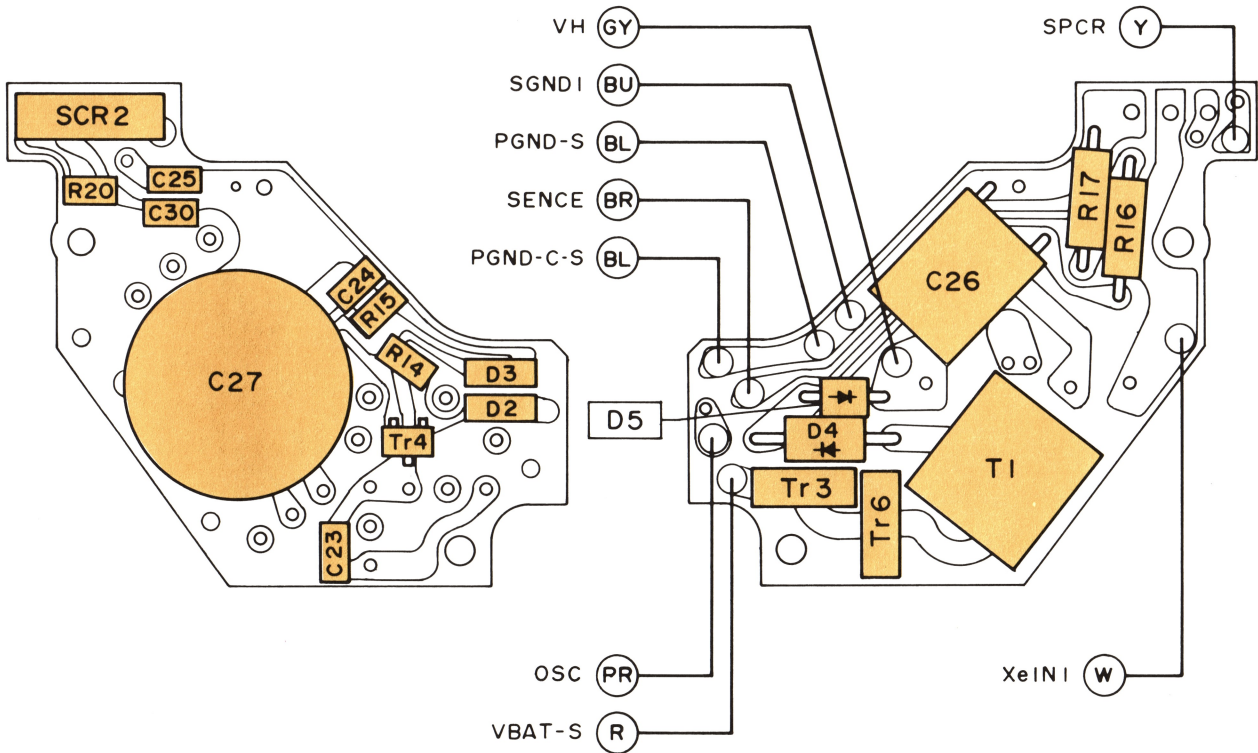 VH GY
SGND1 BU
PGND-S BL
SENCE BR
PGND-C-S BL
SPCR Y
SCR2
R20
C25
C30
C24
R15
R14
C27
D3
D2
Tr4
C23
R17
R16
C26
D5
D4
T1
Tr3
Tr6
OSC PR
VBAT-S R
XeIN1 W